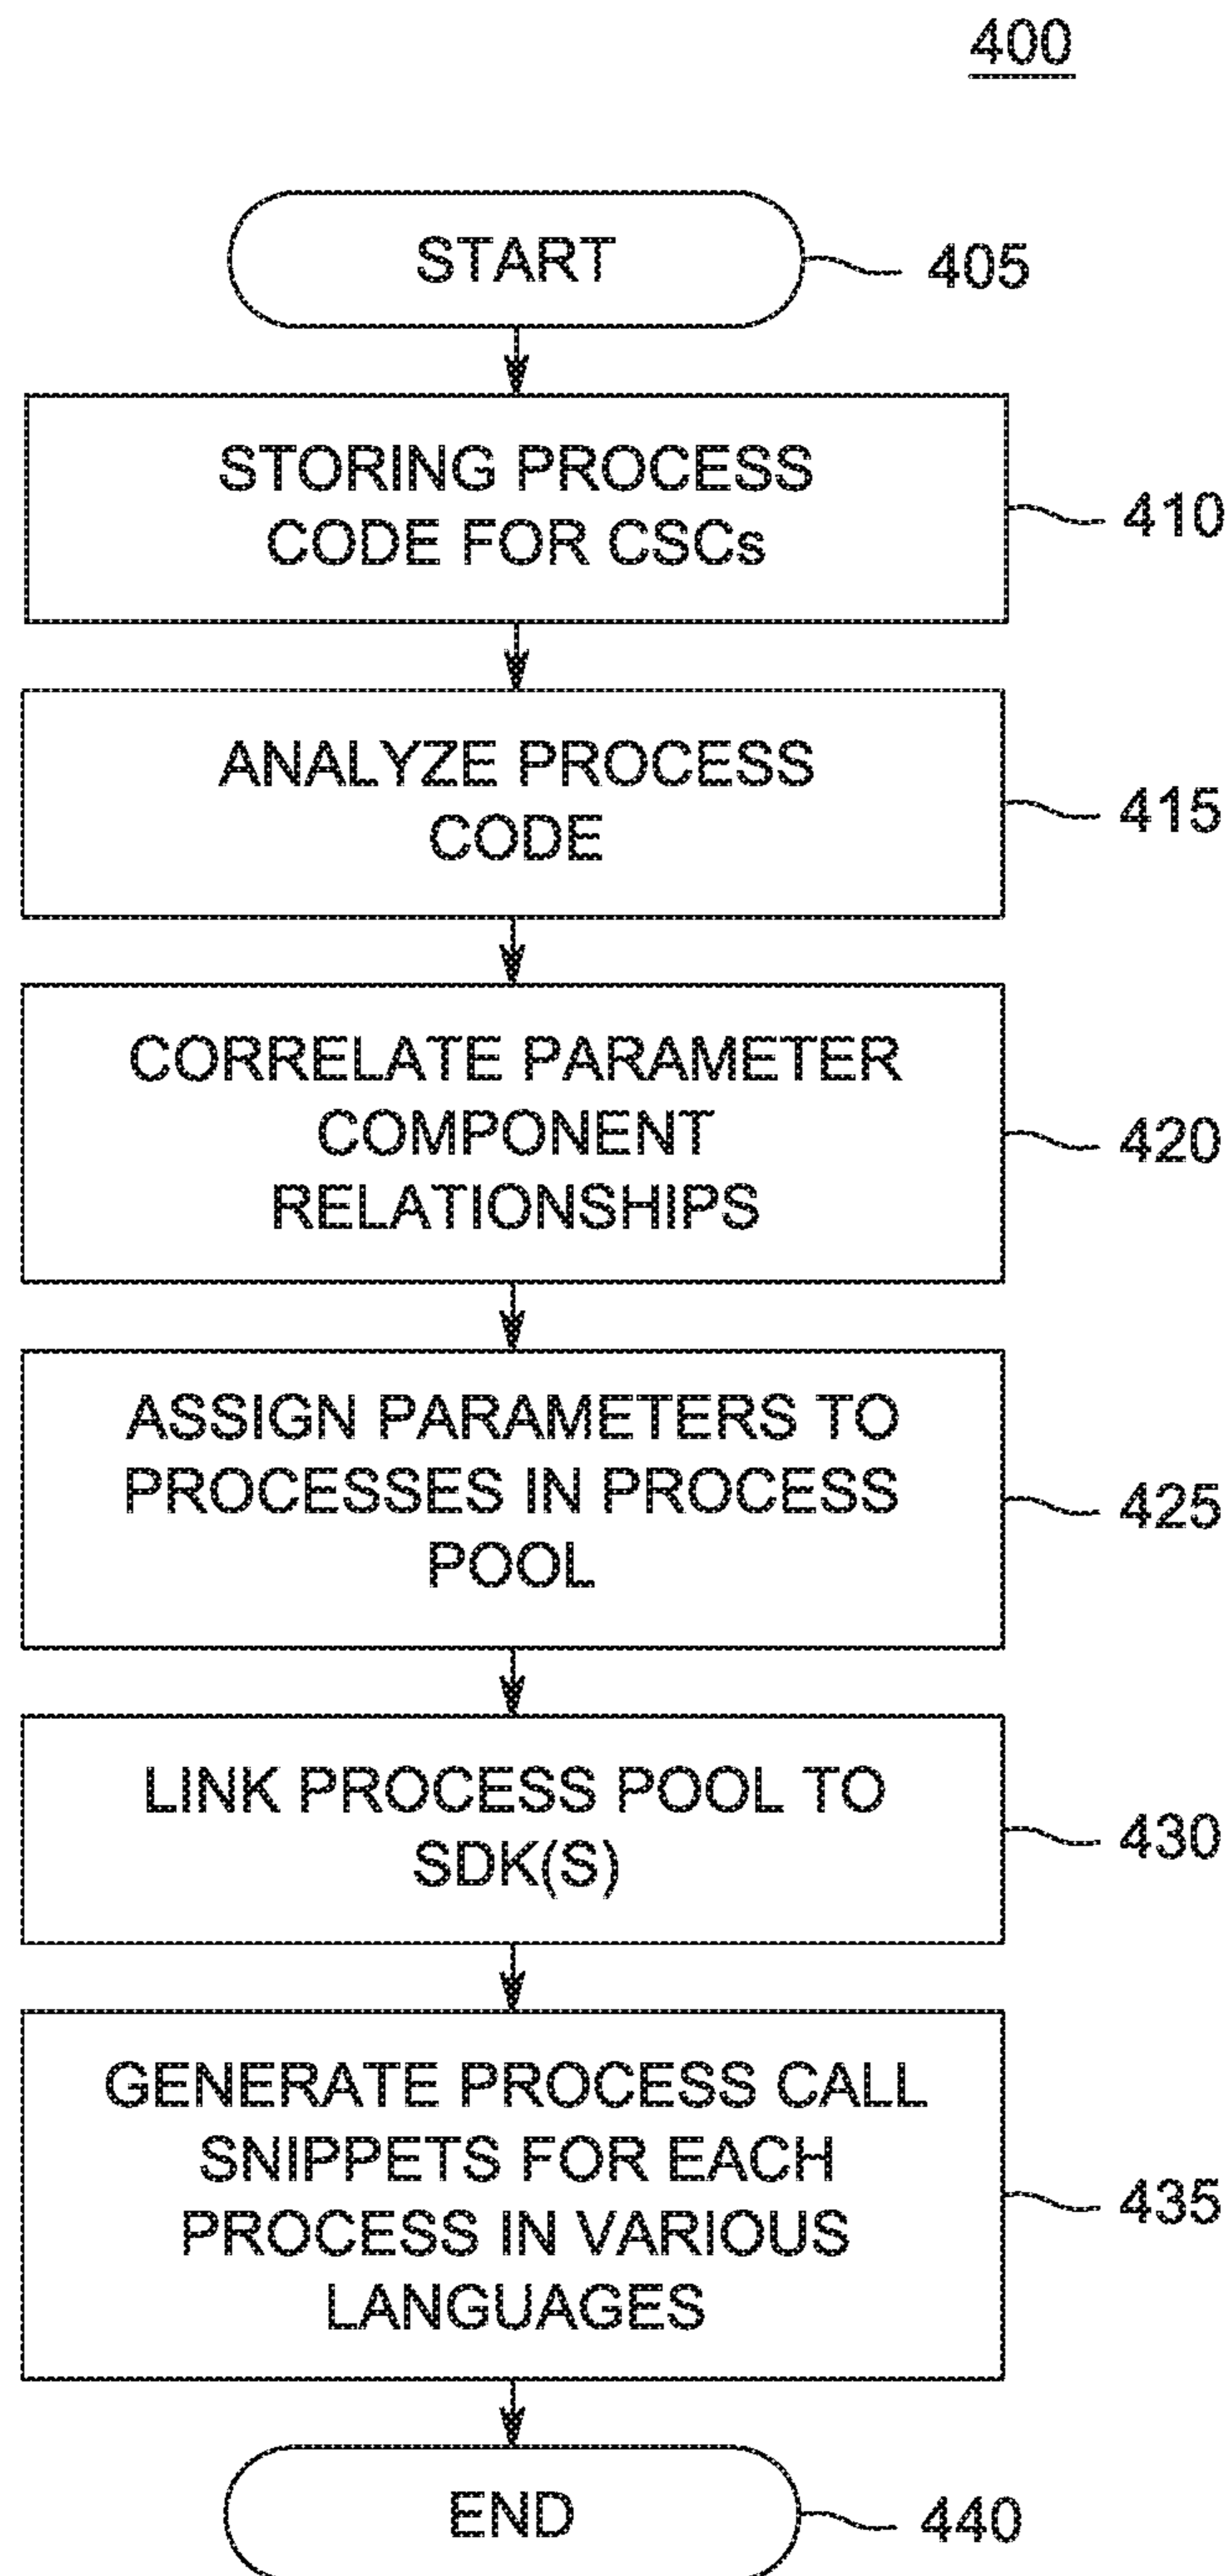 400
START
405
STORING PROCESS
CODE FOR CSCs
410
ANALYZE PROCESS
CODE
415
CORRELATE PARAMETER
COMPONENT
RELATIONSHIPS
420
ASSIGN PARAMETERS TO
PROCESSES IN PROCESS
POOL
425
LINK PROCESS POOL TO
SDK(S)
430
GENERATE PROCESS CALL
SNIPPETS FOR EACH
PROCESS IN VARIOUS
LANGUAGES
435
END
440